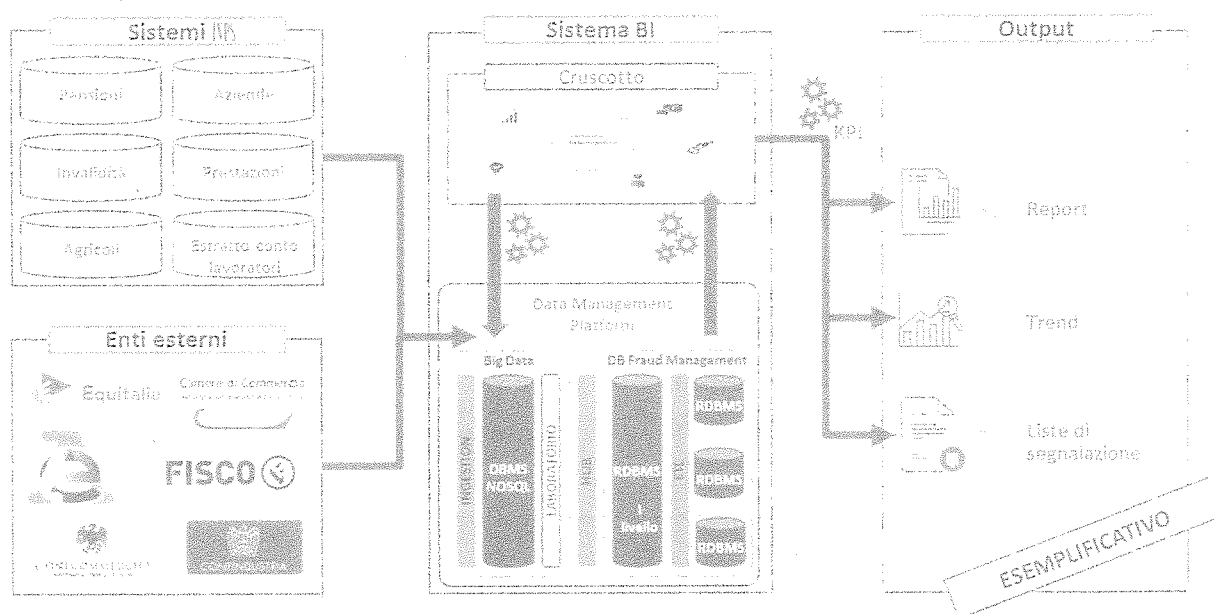 Sistemi
Pensioni
Aziende
Invalidità
Prestazioni
Agricoli
Estratto conto
lavoratori
Enti esterni
Equitalia
Camere di Commercio
FISCO
Sistema BI
Cruscotto
Data Management
Platform
Big Data
DB Fraud Management
INGESTION
DBMS
NOSQL
LABORATORIO
RDBMS
I
livello
RDBMS
RDBMS
RDBMS
KPI
Output
Report
Trend
Liste di
segnalazione
ESEMPLIFICATIVO